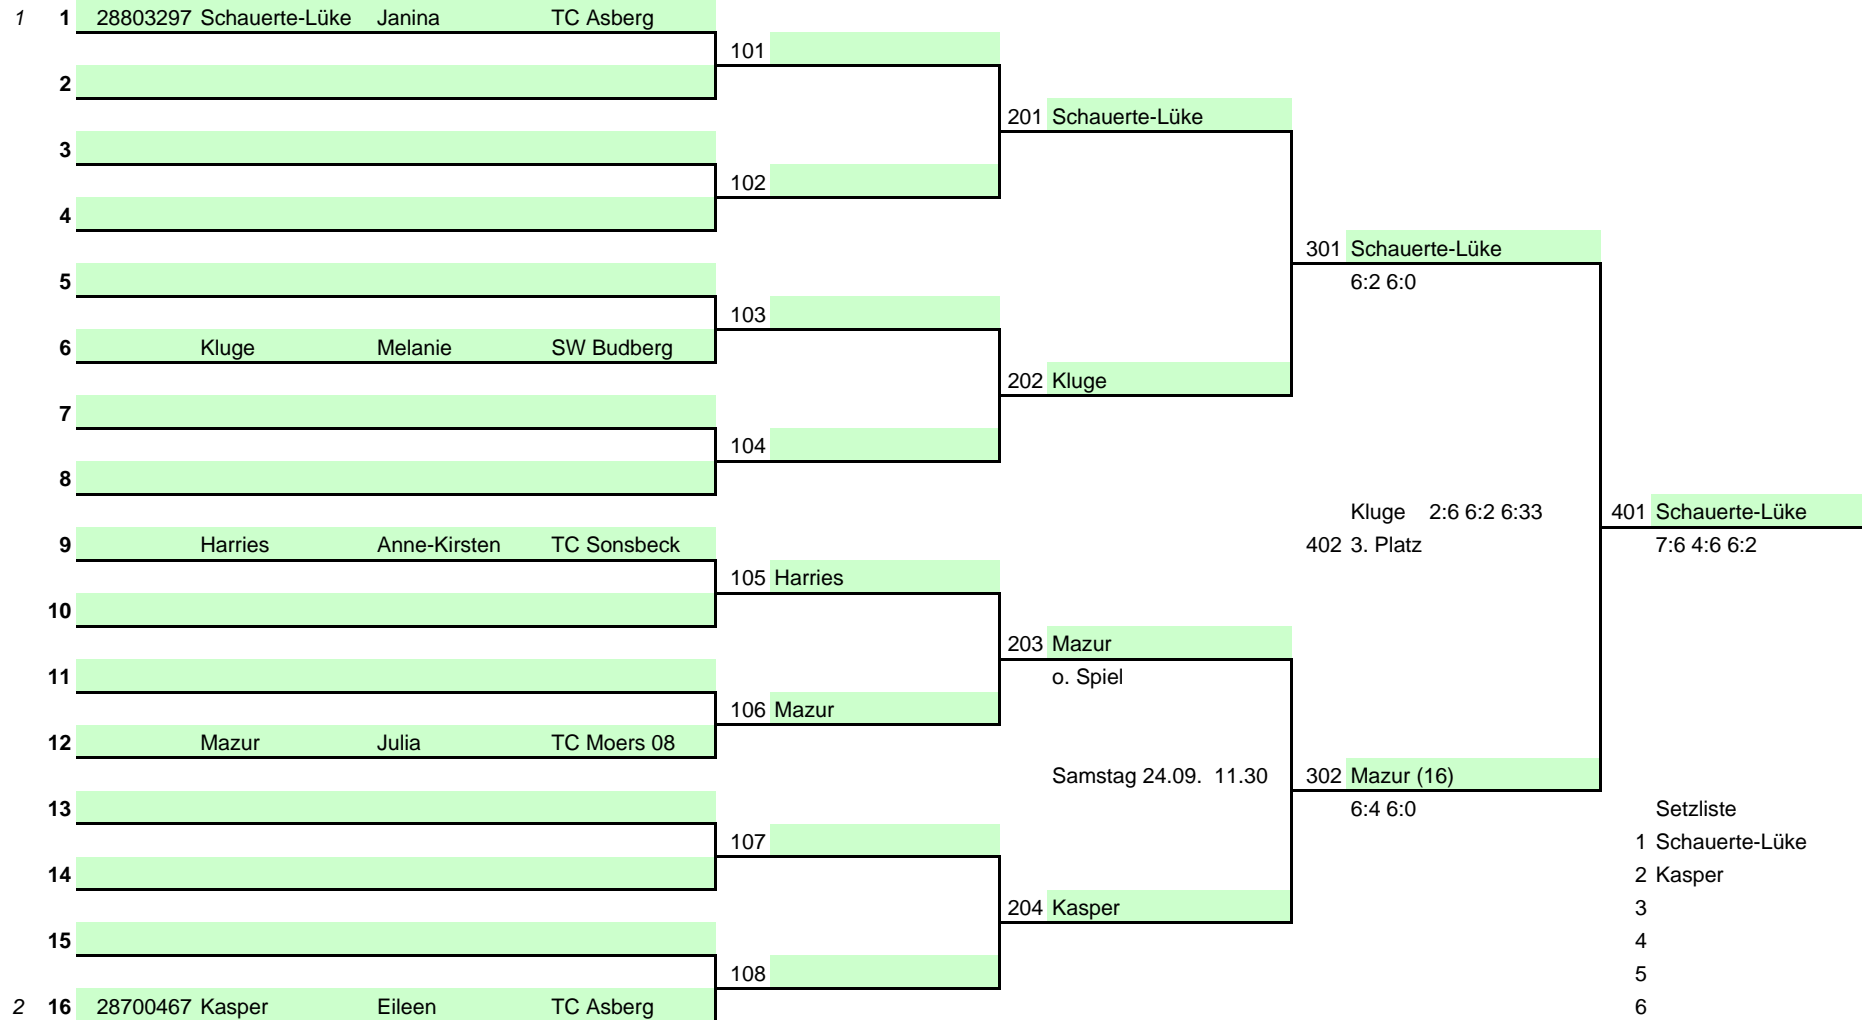 1 1 28803297 Schauerte-Lüke Janina TC Asberg
101
2
201 Schauerte-Lüke
3
102
4
301 Schauerte-Lüke
5 6:2 6:0
103
6 Kluge Melanie SW Budberg
202 Kluge
7
104
8
Kluge 2:6 6:2 6:33 401 Schauerte-Lüke
9 Harries Anne-Kirsten TC Sonsbeck 402 3. Platz 7:6 4:6 6:2
105 Harries
10
203 Mazur
11 o. Spiel
106 Mazur
12 Mazur Julia TC Moers 08
Samstag 24.09. 11.30 302 Mazur (16)
13 6:4 6:0 Setzliste
107 1 Schauerte-Lüke
14 2 Kasper
204 Kasper 3
15 4
108 5
2 16 28700467 Kasper Eileen TC Asberg 6